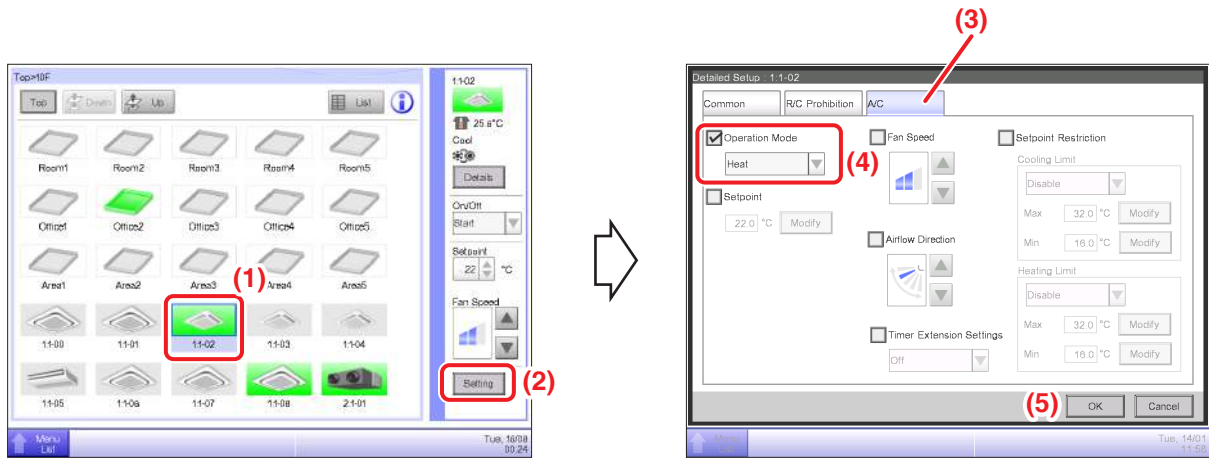 (3)
Top>10F
Top Down Up List
Room1 Room2 Room3 Room4 Room5
Office1 Office2 Office3 Office4 Office5
(1)
Area1 Area2 Area3 Area4 Area5
1:1-00 1:1-01 1:1-02 1:1-03 1:1-04
1:1-05 1:1-06 1:1-07 1:1-08 2:1-01
1:1-02
25.8°C
Cool
Details
On/Off
Start
Setpoint
22 °C
Fan Speed
Setting (2)
Menu List
Tue, 16/08
00:24
Detailed Setup : 1:1-02
Common R/C Prohibition A/C
Operation Mode
Heat
(4)
Setpoint
22.0 °C Modify
Fan Speed
Airflow Direction
Timer Extension Settings
Off
Setpoint Restriction
Cooling Limit
Disable
Max 32.0 °C Modify
Min 16.0 °C Modify
Heating Limit
Disable
Max 32.0 °C Modify
Min 16.0 °C Modify
(5) OK Cancel
Menu List
Tue, 14/01
11:58